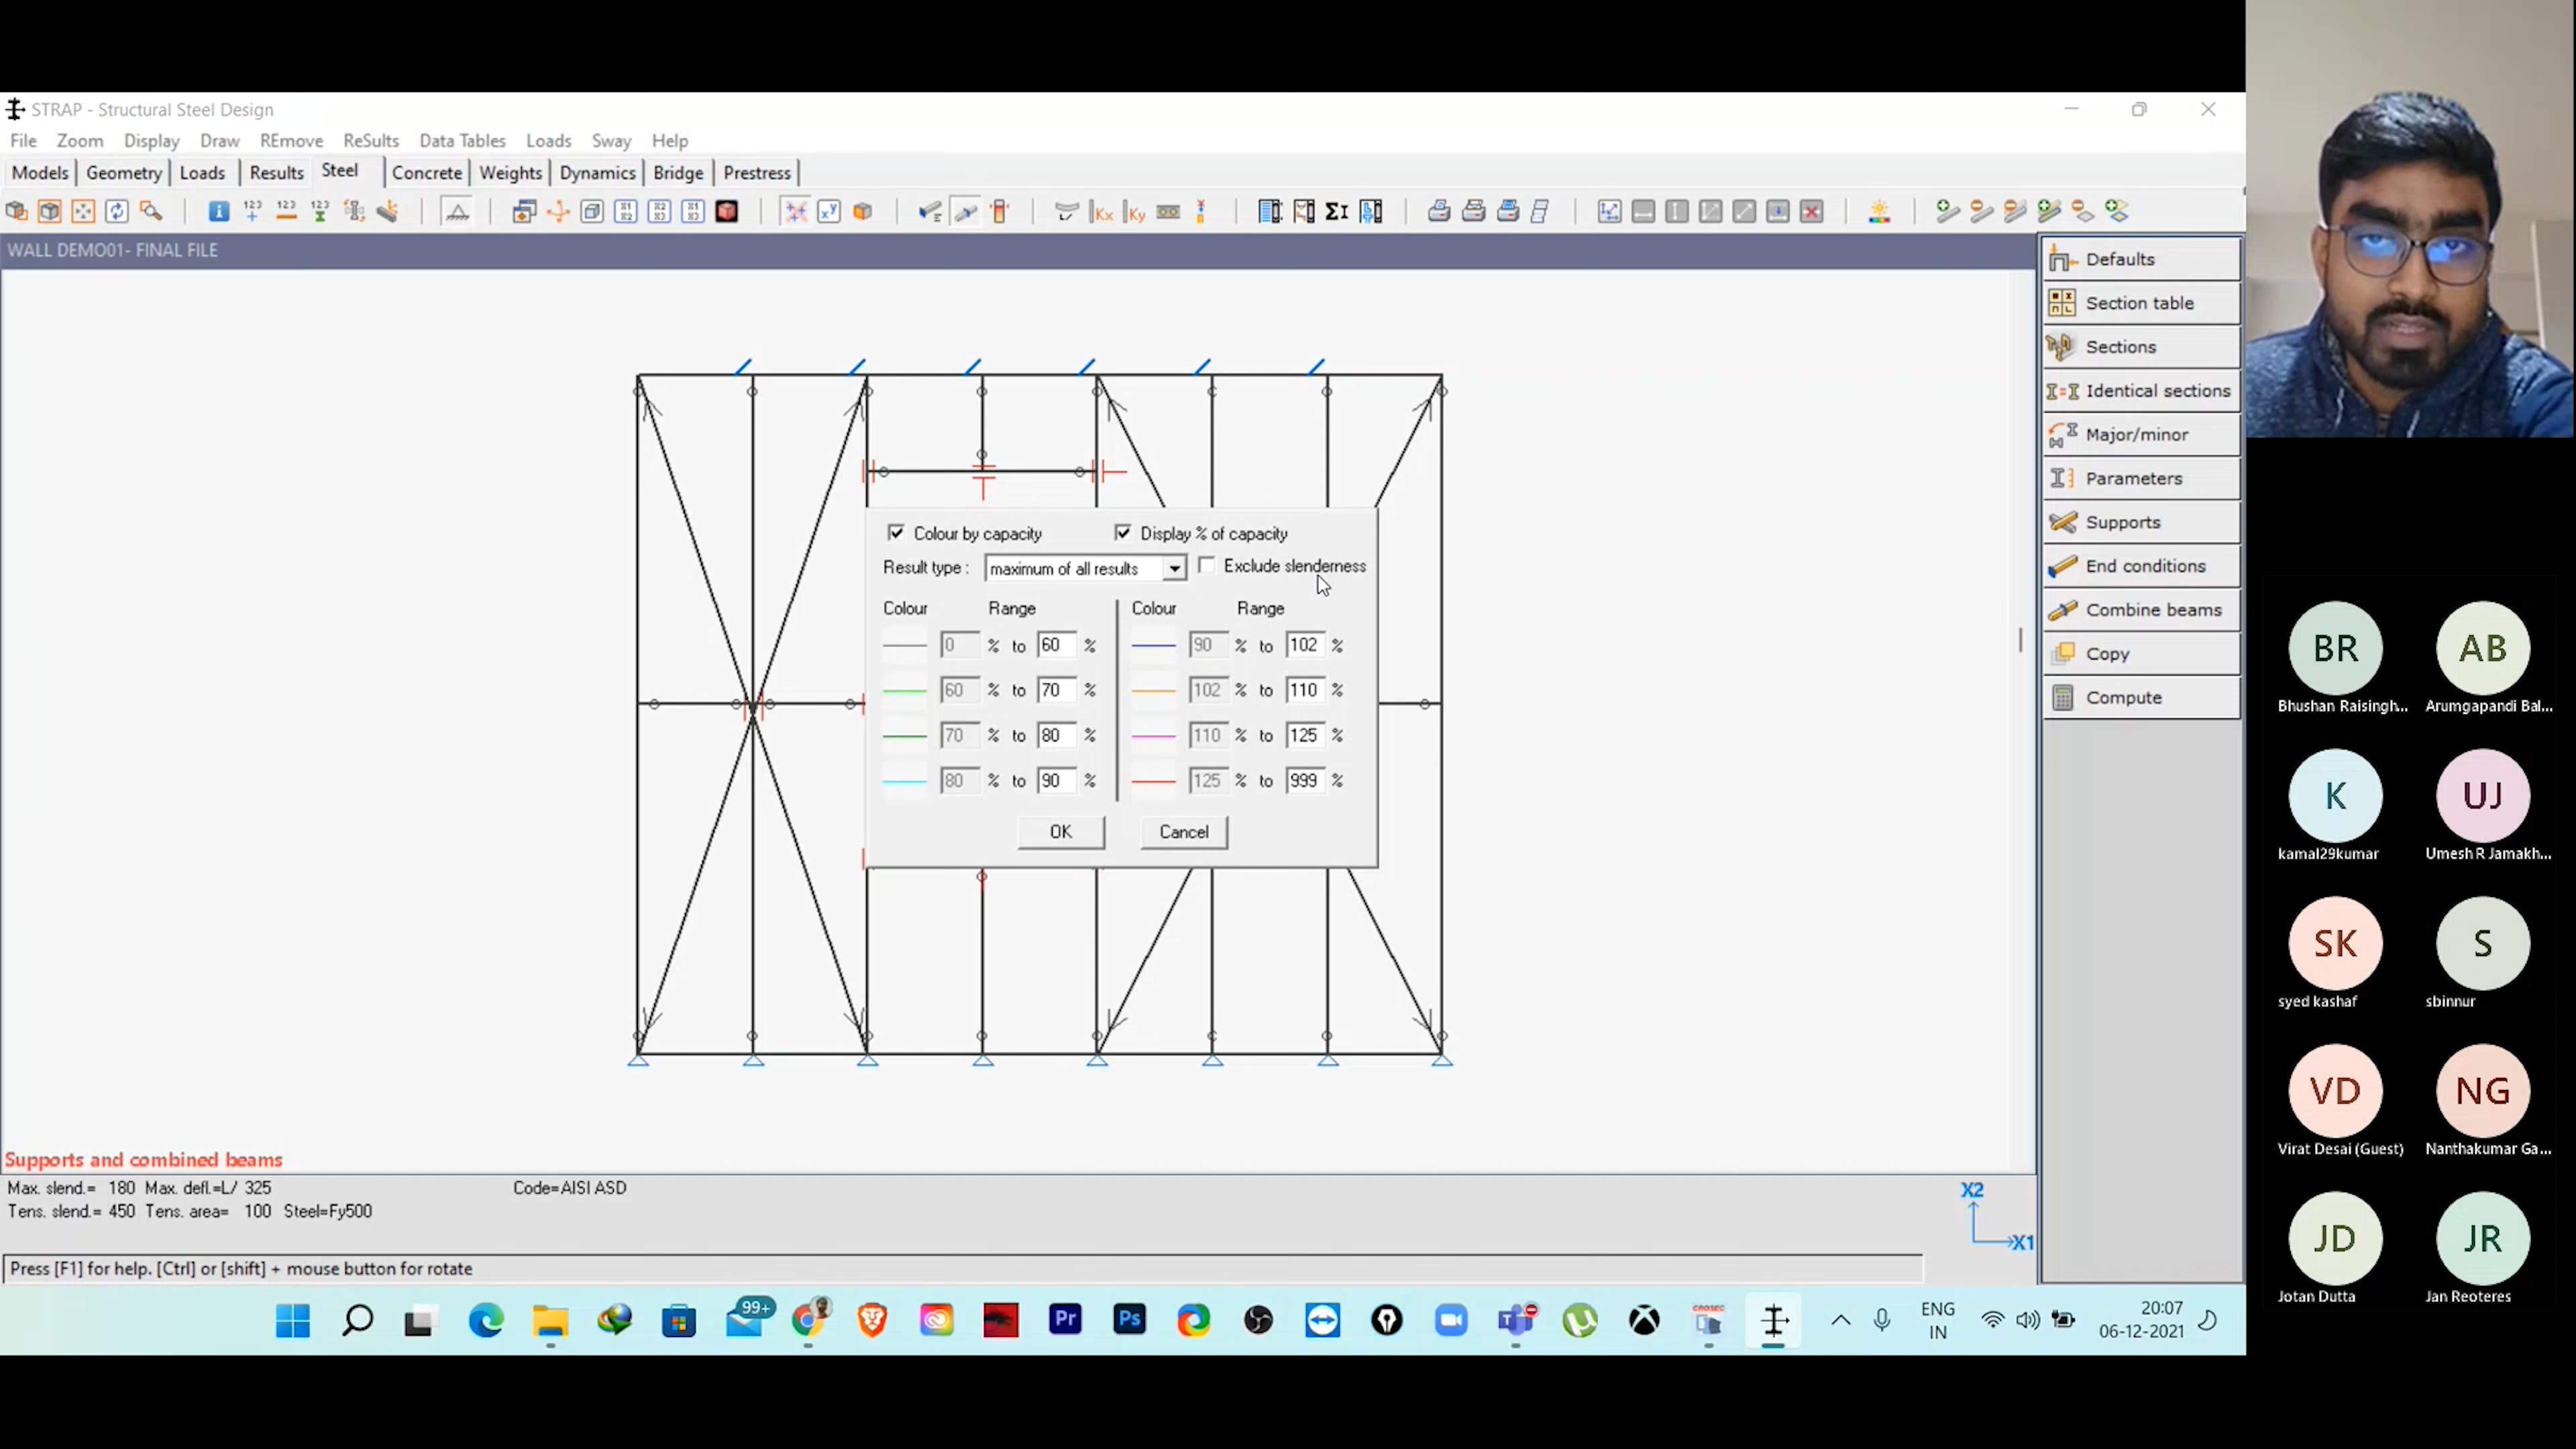 STRAP - Structural Steel Design
File Zoom Display Draw REmove ReSults Data Tables Loads Sway Help
Models Geometry Loads Results Steel Concrete Weights Dynamics Bridge Prestress
WALL DEMO01- FINAL FILE
Defaults
Section table
Sections
Identical sections
Major/minor
Parameters
Supports
End conditions
Combine beams
Copy
Compute
Colour by capacity Display % of capacity
Result type : maximum of all results Exclude slenderness
Colour Range Colour Range
0 % to 60 % 90 % to 102 %
60 % to 70 % 102 % to 110 %
70 % to 80 % 110 % to 125 %
80 % to 90 % 125 % to 999 %
OK Cancel
Supports and combined beams
Max. slend.= 180 Max. defl.=L/ 325 Code=AISI ASD
Tens. slend.= 450 Tens. area= 100 Steel=Fy500
X2
X1
Press [F1] for help. [Ctrl] or [shift] + mouse button for rotate
99+
Pr
Ps
CROSEC
ENG
IN
20:07
06-12-2021
BR AB
Bhushan Raisingh... Arumgapandi Bal...
K UJ
kamal29kumar Umesh R Jamakh...
SK S
syed kashaf sbinnur
VD NG
Virat Desai (Guest) Nanthakumar Ga...
JD JR
Jotan Dutta Jan Reoteres